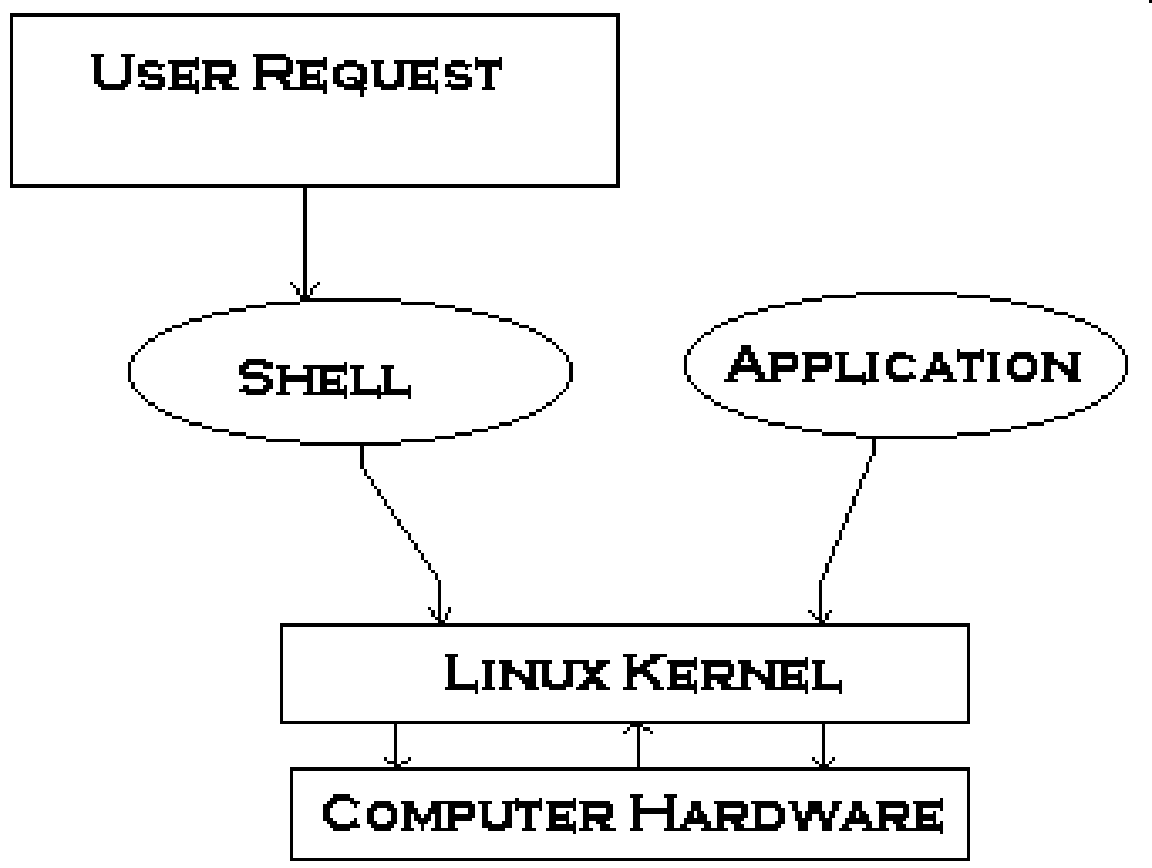 User Request
Shell
Application
Linux Kernel
Computer Hardware